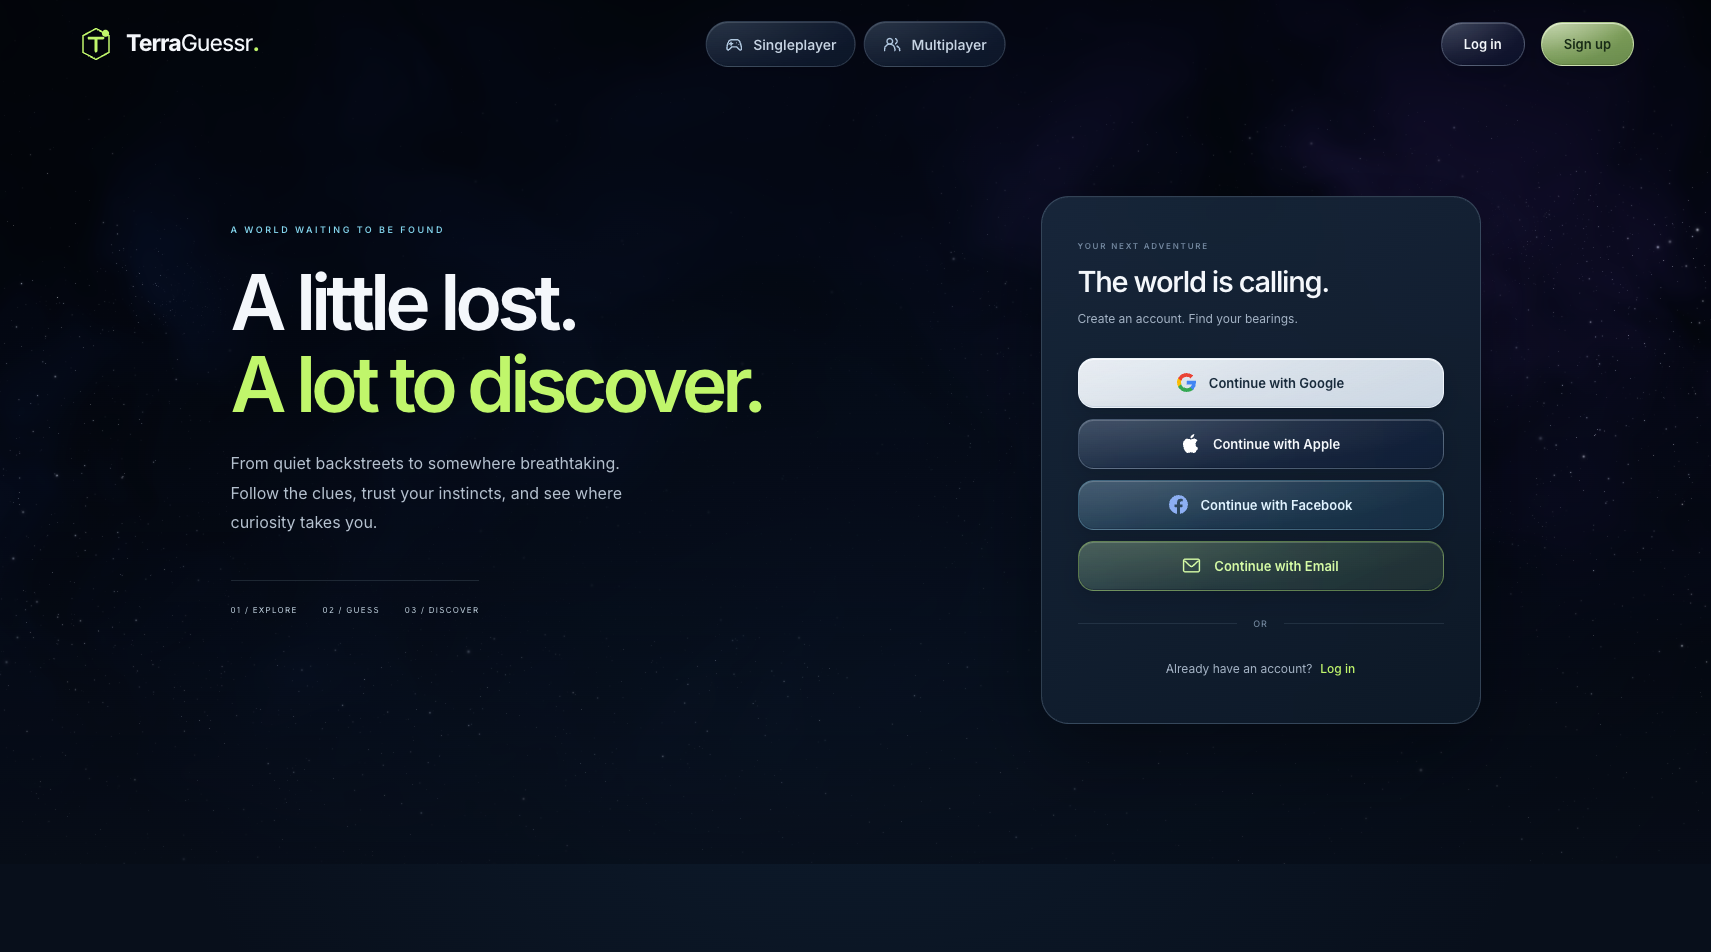 TerraGuessr.
Singleplayer
Multiplayer
Log in
Sign up
A WORLD WAITING TO BE FOUND
A little lost.
A lot to discover.
From quiet backstreets to somewhere breathtaking.
Follow the clues, trust your instincts, and see where
curiosity takes you.
01 / EXPLORE
02 / GUESS
03 / DISCOVER
YOUR NEXT ADVENTURE
The world is calling.
Create an account. Find your bearings.
Continue with Google
Continue with Apple
Continue with Facebook
Continue with Email
OR
Already have an account? Log in